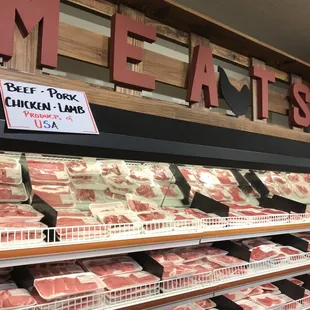 MEATS
BEEF · PORK
CHICKEN · LAMB
PRODUCTS OF
USA